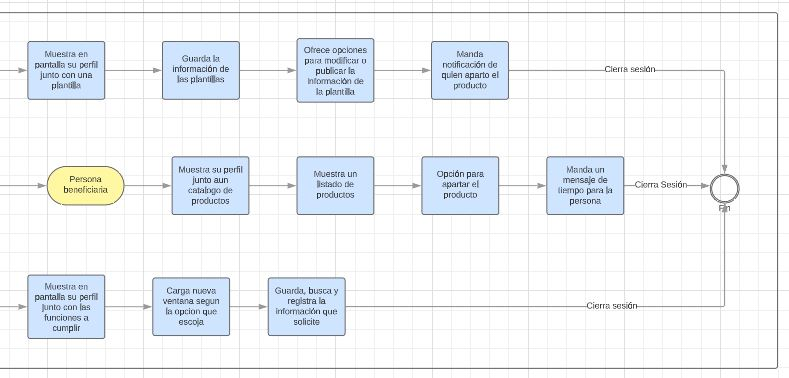 Muestra en
pantalla su perfil
junto con una
plantilla
Guarda la
información de
las plantillas
Ofrece opciones
para modificar o
publicar la
información de
la plantilla
Manda
notificación de
quien aparto el
producto
Cierra sesión
Persona
beneficiaria
Muestra su perfil
junto aun
catalogo de
productos
Muestra un
listado de
productos
Opción para
apartar el
producto
Manda un
mensaje de
tiempo para la
persona
Cierra Sesión
Fin
Muestra en
pantalla su perfil
junto con las
funciones a
cumplir
Carga nueva
ventana segun
la opcion que
escoja
Guarda, busca y
registra la
información que
solicite
Cierra sesión